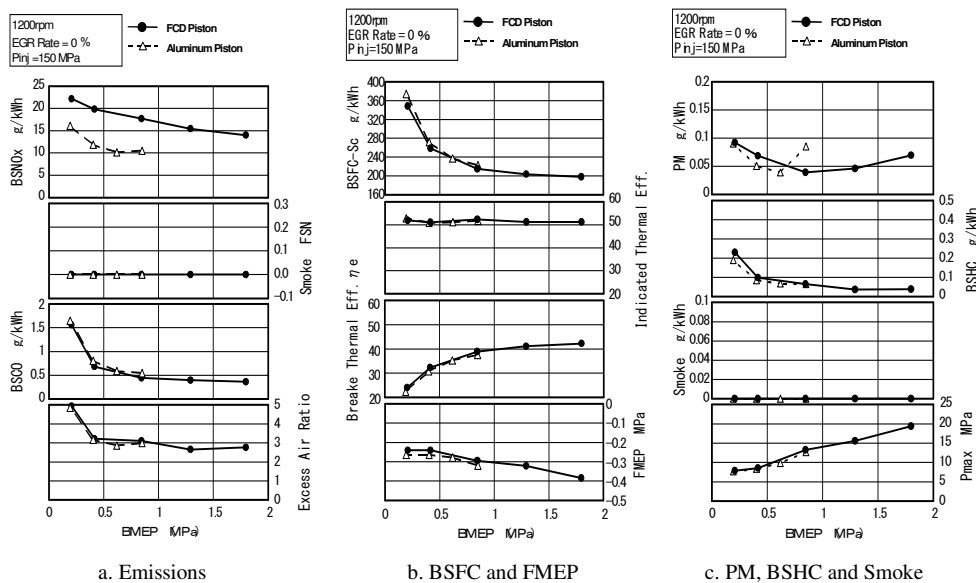 1200rpm
EGR Rate = 0 %
Pinj=150 MPa
FCD Piston
Aluminum Piston
BSNOx g/kWh
25
20
15
10
5
0
Smoke FSN
0.3
0.2
0.1
0.0
-0.1
BSCO g/kWh
2
1.5
1
0.5
0
Excess Air Ratio
5
4
3
2
1
0
0 0.5 1 1.5 2
BMEP (MPa)
a. Emissions
1200rpm
EGR Rate = 0 %
Pinj=150 MPa
FCD Piston
Aluminum Piston
BSFC-Sc g/kWh
400
360
320
280
240
200
160
Indicated Thermal Eff.
60
50
40
30
20
Breake Thermal Eff. ηe
60
50
40
30
20
FMEP MPa
0
-0.1
-0.2
-0.3
-0.4
-0.5
0 0.5 1 1.5 2
BMEP (MPa)
b. BSFC and FMEP
1200rpm
EGR Rate = 0 %
Pinj=150 MPa
FCD Piston
Aluminum Piston
PM g/kWh
0.2
0.15
0.1
0.05
0
BSHC g/kWh
0.5
0.4
0.3
0.2
0.1
0
Smoke g/kWh
0.1
0.08
0.06
0.04
0.02
0
Pmax MPa
25
20
15
10
5
0
0 0.5 1 1.5 2
BMEP (MPa)
c. PM, BSHC and Smoke